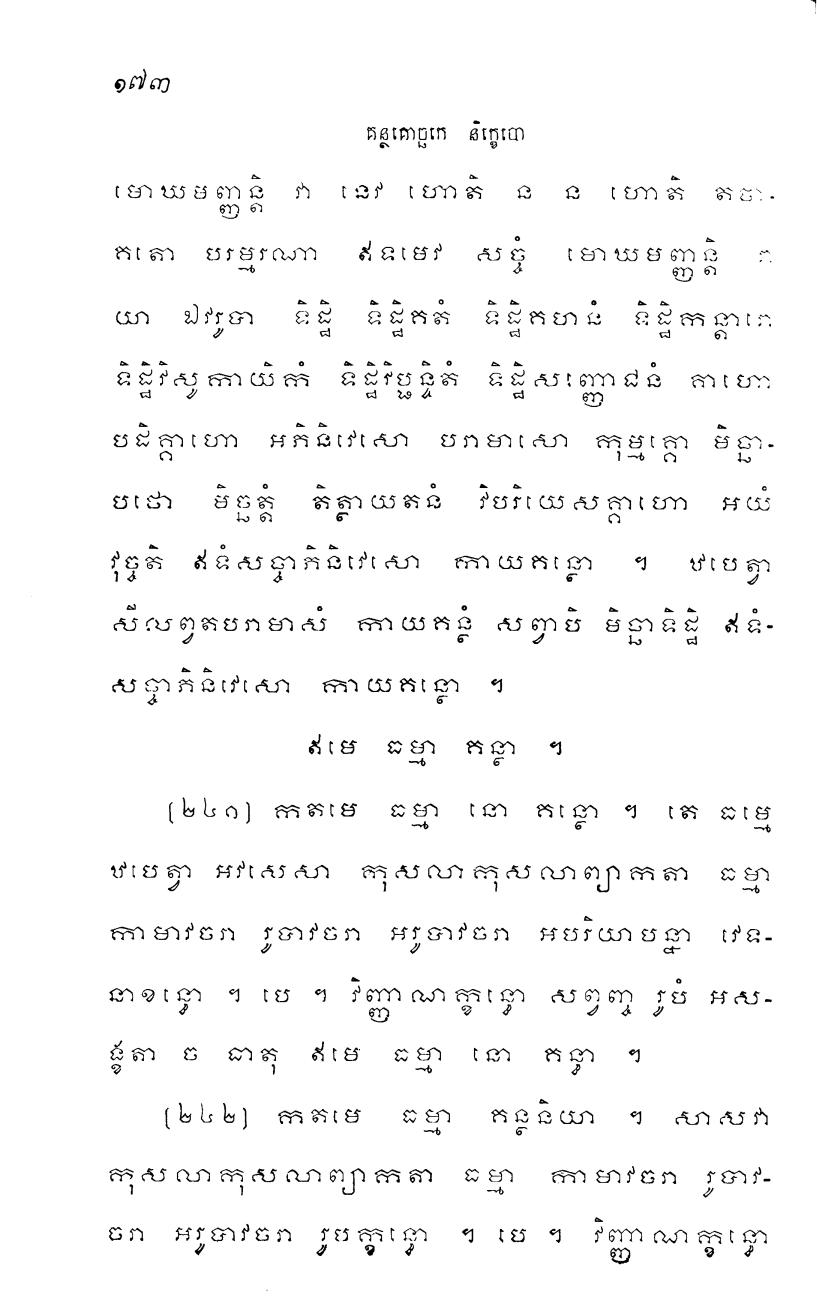 ១៧៣
គន្ថគោច្ឆកេ និក្ខេបោ
មោឃមញ្ញន្តិ វា នេវ ហោតិ ន ន ហោតិ តថា-
គតោ បរម្មរណា ឥទមេវ សច្ចំ មោឃមញ្ញន្តិ វា
យា ឯវរូបា ទិដ្ឋិ ទិដ្ឋិគតំ ទិដ្ឋិគហនំ ទិដ្ឋិកន្តារោ
ទិដ្ឋិវិសូកាយិកំ ទិដ្ឋិវិប្ផន្ទិតំ ទិដ្ឋិសញ្ញោជនំ គាហោ
បដិគ្គាហោ អភិនិវេសោ បរាមាសោ កុម្មគ្គោ មិច្ឆា-
បថោ មិច្ឆត្តំ តិត្ថាយតនំ វិបរិយេសគ្គាហោ អយំ
វុច្ចតិ ឥទំសច្ចាភិនិវេសោ កាយគន្ថោ ។ ឋបេត្វា
សីលព្វតបរាមាសំ កាយគន្ថំ សព្វាបិ មិច្ឆាទិដ្ឋិ ឥទំ-
សច្ចាភិនិវេសោ កាយគន្ថោ ។
ឥមេ ធម្មា គន្ថា ។
(២៤១) កតមេ ធម្មា នោ គន្ថោ ។ តេ ធម្មេ
ឋបេត្វា អវសេសា កុសលាកុសលាព្យាកតា ធម្មា
កាមាវចរា រូបាវចរា អរូបាវចរា អបរិយាបន្នា វេទ-
នាខន្ធោ ។ បេ ។ វិញ្ញាណក្ខន្ធោ សព្វញ្ច រូបំ អស-
ង្ខតា ច ធាតុ ឥមេ ធម្មា នោ គន្ថា ។
(២៤២) កតមេ ធម្មា គន្ថនិយា ។ សាសវា
កុសលាកុសលាព្យាកតា ធម្មា កាមាវចរា រូបាវ-
ចរា អរូបាវចរា រូបក្ខន្ធោ ។ បេ ។ វិញ្ញាណក្ខន្ធោ